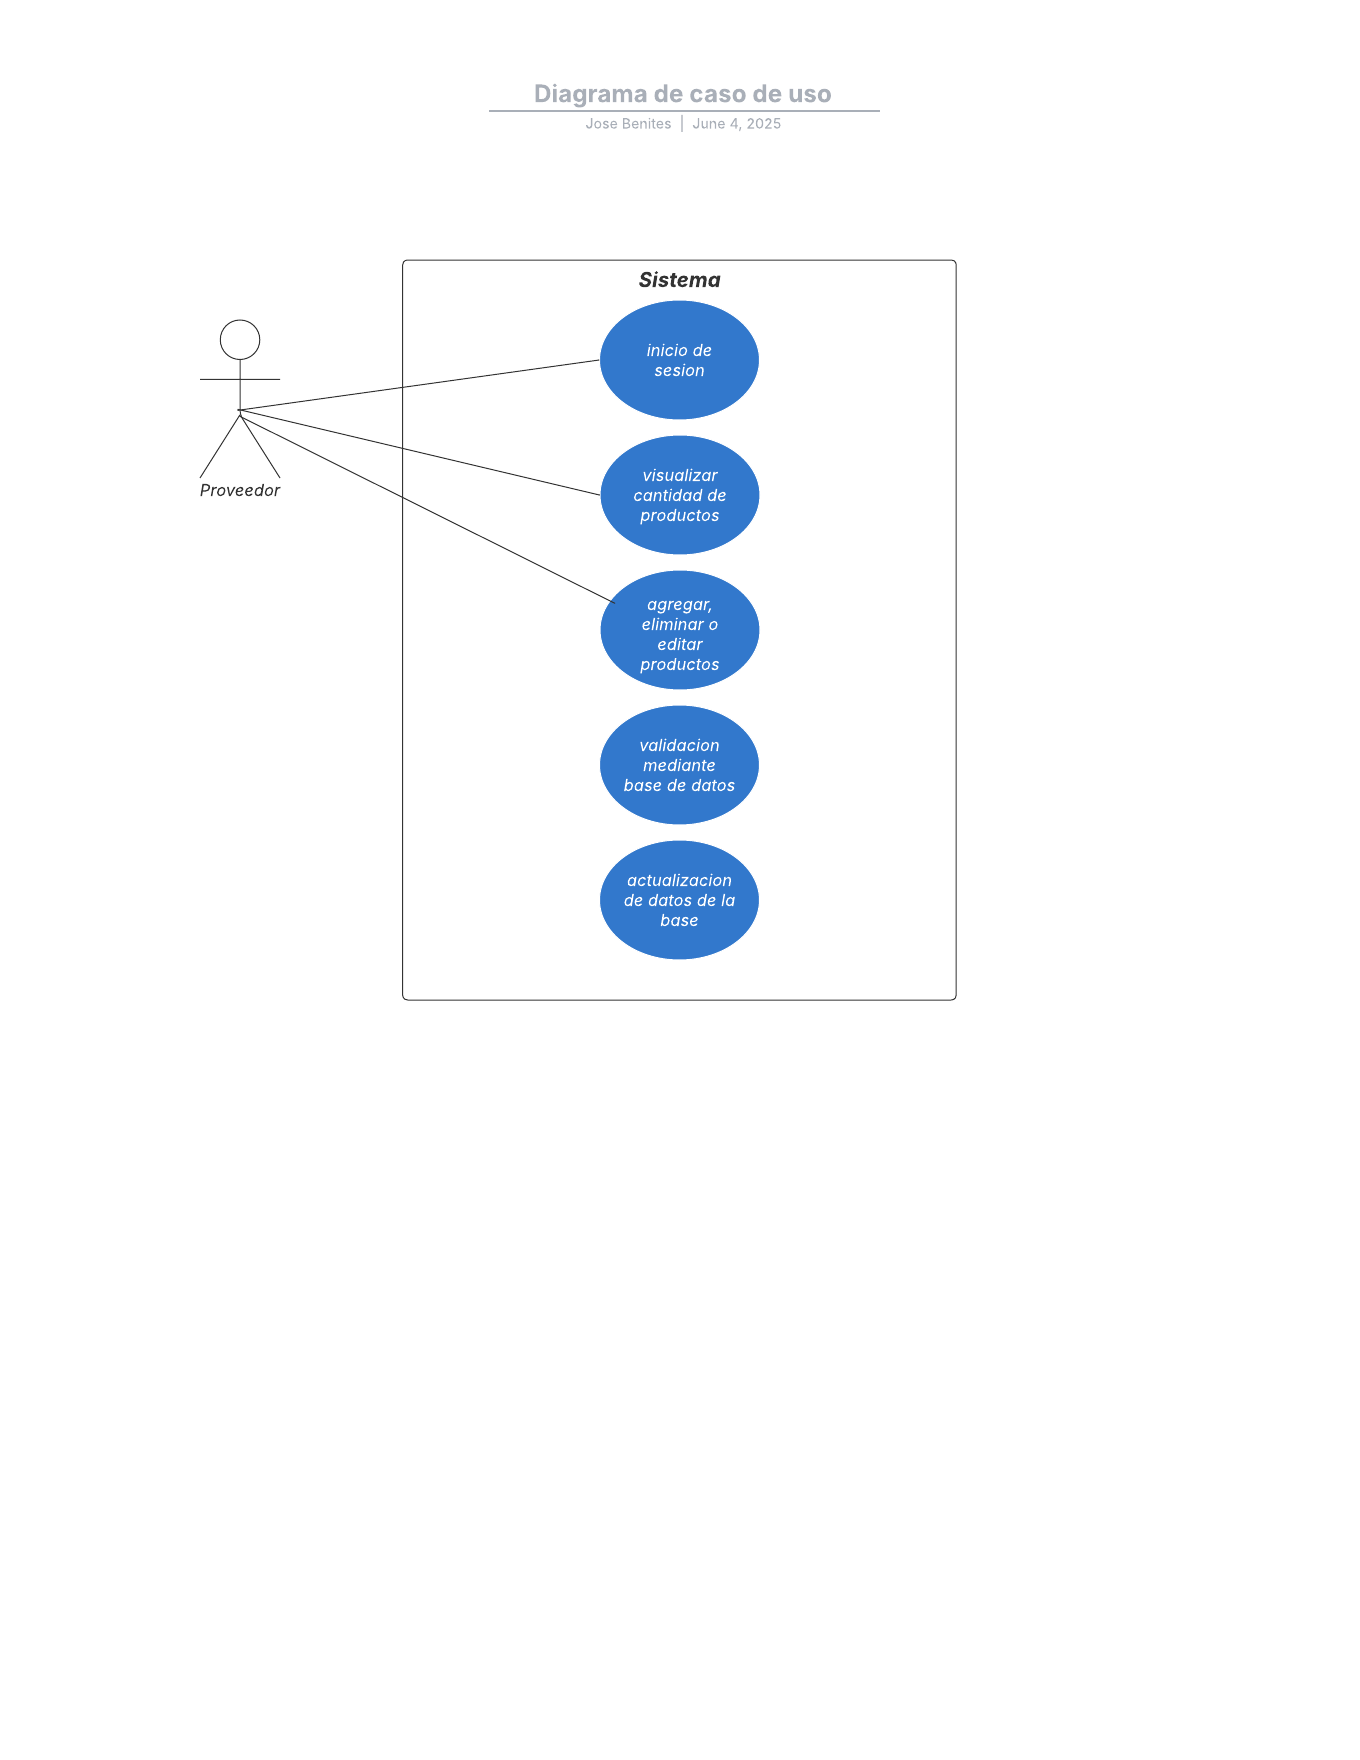 Diagrama de caso de uso
Jose Benites | June 4, 2025
Sistema
inicio de
sesion
visualizar
cantidad de
productos
Proveedor
agregar,
eliminar o
editar
productos
validacion
mediante
base de datos
actualizacion
de datos de la
base